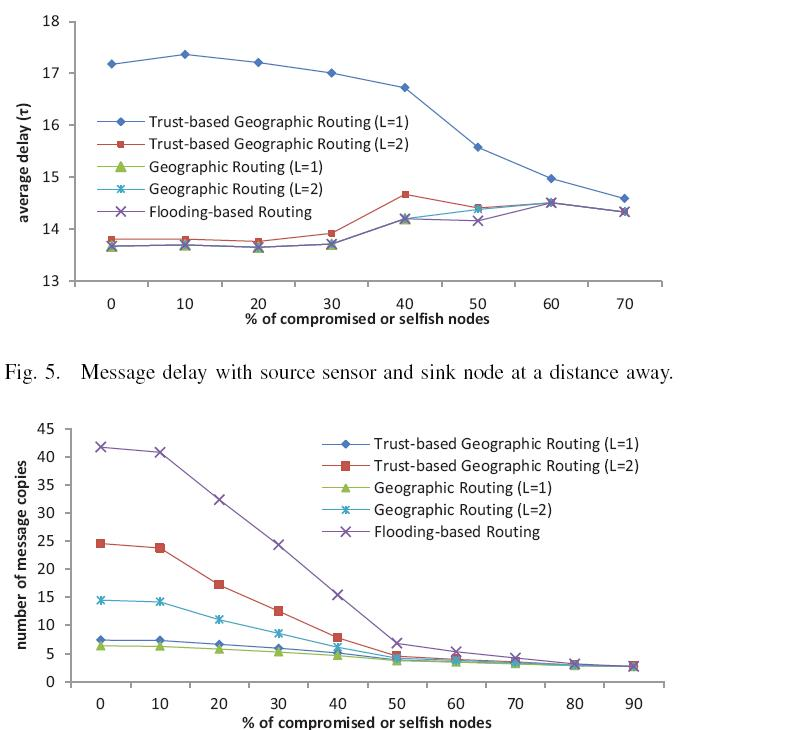 18
17
16
15
14
13
average delay (τ)
Trust-based Geographic Routing (L=1)
Trust-based Geographic Routing (L=2)
Geographic Routing (L=1)
Geographic Routing (L=2)
Flooding-based Routing
0 10 20 30 40 50 60 70
% of compromised or selfish nodes
Fig. 5. Message delay with source sensor and sink node at a distance away.
45
40
35
30
25
20
15
10
5
0
number of message copies
Trust-based Geographic Routing (L=1)
Trust-based Geographic Routing (L=2)
Geographic Routing (L=1)
Geographic Routing (L=2)
Flooding-based Routing
0 10 20 30 40 50 60 70 80 90
% of compromised or selfish nodes